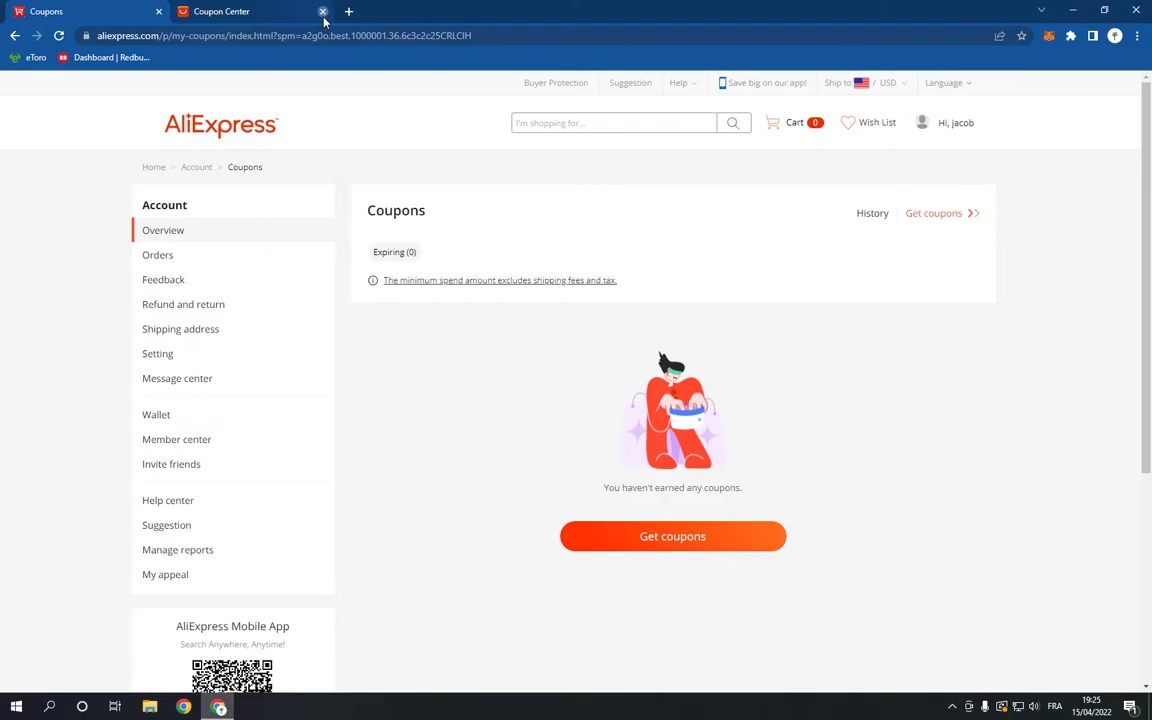 Coupons
Coupon Center
aliexpress.com/p/my-coupons/index.html?spm=a2g0o.best.1000001.36.6c3c2c25CRLCIH
eToro
Dashboard | Redbu...
Buyer Protection
Suggestion
Help
Save big on our app!
Ship to / USD
Language
AliExpress
I'm shopping for...
Cart 0
Wish List
Hi, jacob
Home > Account > Coupons
Account
Overview
Orders
Feedback
Refund and return
Shipping address
Setting
Message center
Wallet
Member center
Invite friends
Help center
Suggestion
Manage reports
My appeal
AliExpress Mobile App
Search Anywhere, Anytime!
Coupons
History
Get coupons
Expiring (0)
The minimum spend amount excludes shipping fees and tax.
You haven't earned any coupons.
Get coupons
FRA
19:25
15/04/2022
1